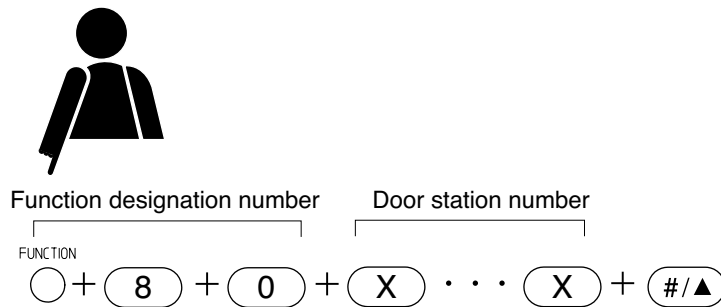 Function designation number Door station number
FUNCTION
+ 8 + 0 + X · · · X + #/▲